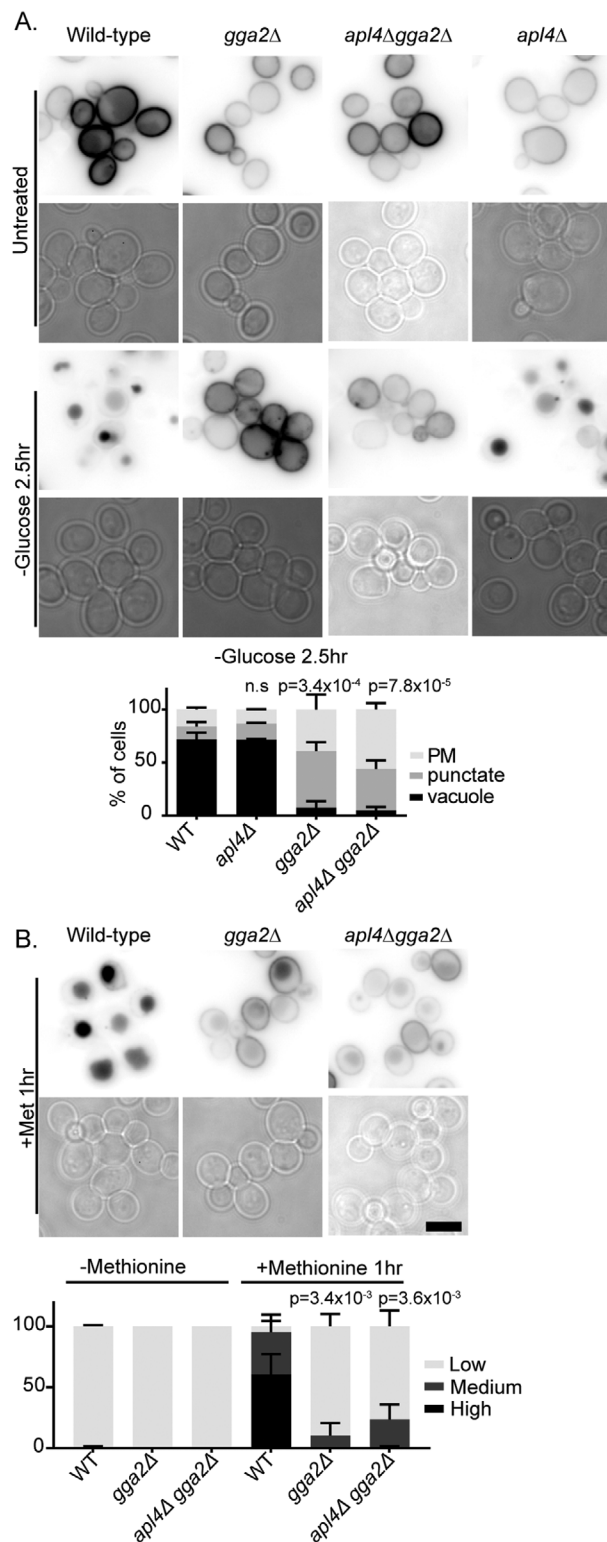 A.
Wild-type gga2Δ apl4Δgga2Δ apl4Δ
Untreated
-Glucose 2.5hr
-Glucose 2.5hr
n.s p=3.4x10⁻⁴ p=7.8x10⁻⁵
% of cells
100
50
0
PM
punctate
vacuole
WT apl4Δ gga2Δ apl4Δ gga2Δ
B.
Wild-type gga2Δ apl4Δgga2Δ
+Met 1hr
-Methionine +Methionine 1hr
p=3.4x10⁻³ p=3.6x10⁻³
100
50
0
Low
Medium
High
WT gga2Δ apl4Δ gga2Δ WT gga2Δ apl4Δ gga2Δ